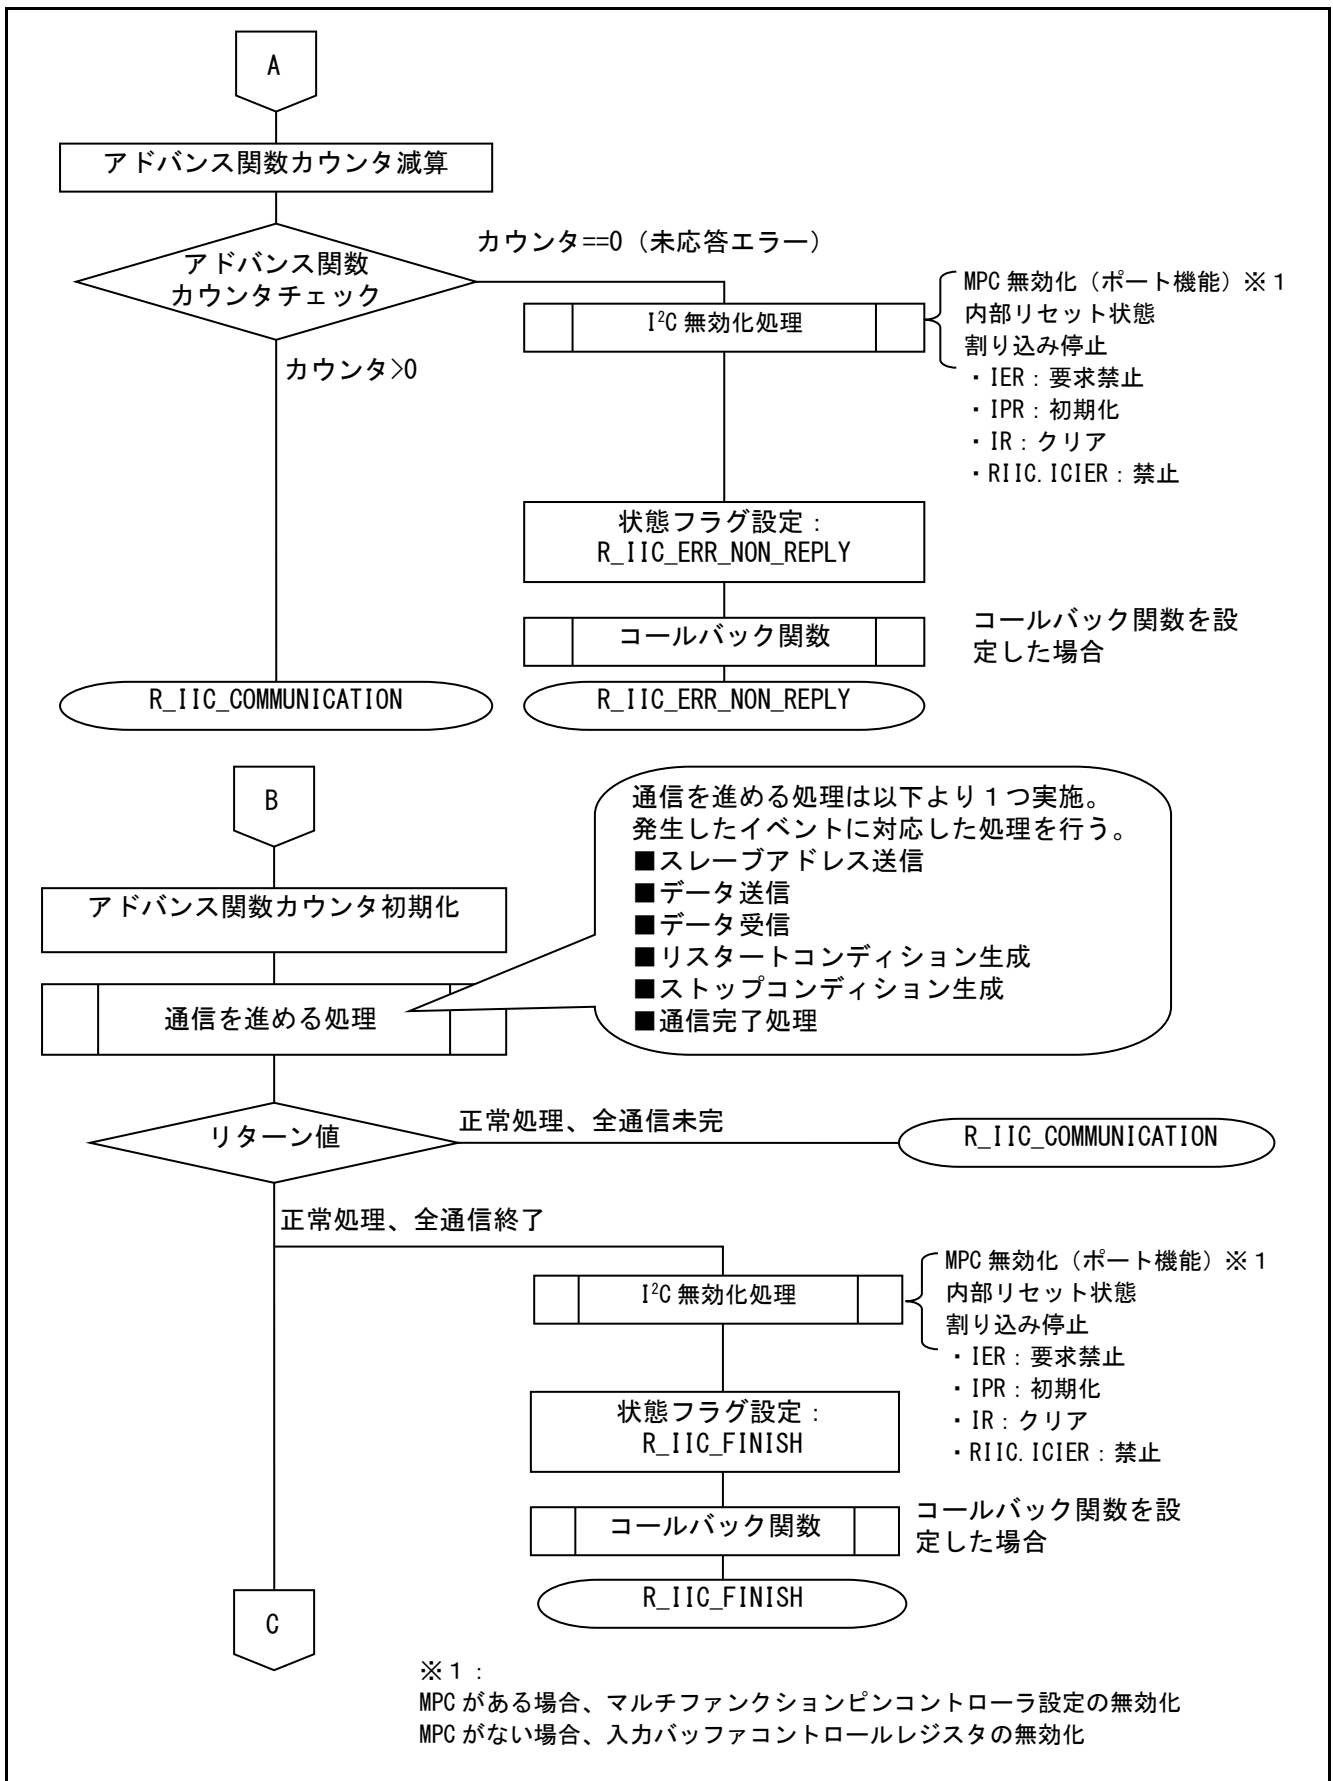 A
アドバンス関数カウンタ減算
カウンタ==0（未応答エラー）
アドバンス関数
カウンタチェック
MPC 無効化（ポート機能）※１
内部リセット状態
割り込み停止
・IER：要求禁止
・IPR：初期化
・IR：クリア
・RIIC.ICIER：禁止
I²C 無効化処理
カウンタ>0
状態フラグ設定：
R_IIC_ERR_NON_REPLY
コールバック関数
コールバック関数を設
定した場合
R_IIC_COMMUNICATION
R_IIC_ERR_NON_REPLY
B
通信を進める処理は以下より１つ実施。
発生したイベントに対応した処理を行う。
■スレーブアドレス送信
■データ送信
■データ受信
■リスタートコンディション生成
■ストップコンディション生成
■通信完了処理
アドバンス関数カウンタ初期化
通信を進める処理
リターン値
正常処理、全通信未完
R_IIC_COMMUNICATION
正常処理、全通信終了
I²C 無効化処理
MPC 無効化（ポート機能）※１
内部リセット状態
割り込み停止
・IER：要求禁止
・IPR：初期化
・IR：クリア
・RIIC.ICIER：禁止
状態フラグ設定：
R_IIC_FINISH
コールバック関数
コールバック関数を設
定した場合
R_IIC_FINISH
C
※１：
MPC がある場合、マルチファンクションピンコントローラ設定の無効化
MPC がない場合、入力バッファコントロールレジスタの無効化